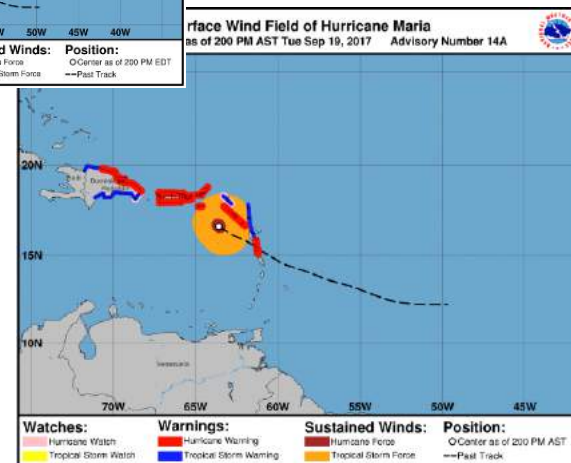 50W 45W 40W
d Winds: Position:
Force O Center as of 200 PM EDT
Storm Force --Past Track
rface Wind Field of Hurricane Maria
as of 200 PM AST Tue Sep 19, 2017 Advisory Number 14A
20N
15N
10N
Venezuela
70W 65W 60W 55W 50W 45W
Watches: Warnings: Sustained Winds: Position:
Hurricane Watch Hurricane Warning Hurricane Force O Center as of 200 PM AST
Tropical Storm Watch Tropical Storm Warning Tropical Storm Force --Past Track